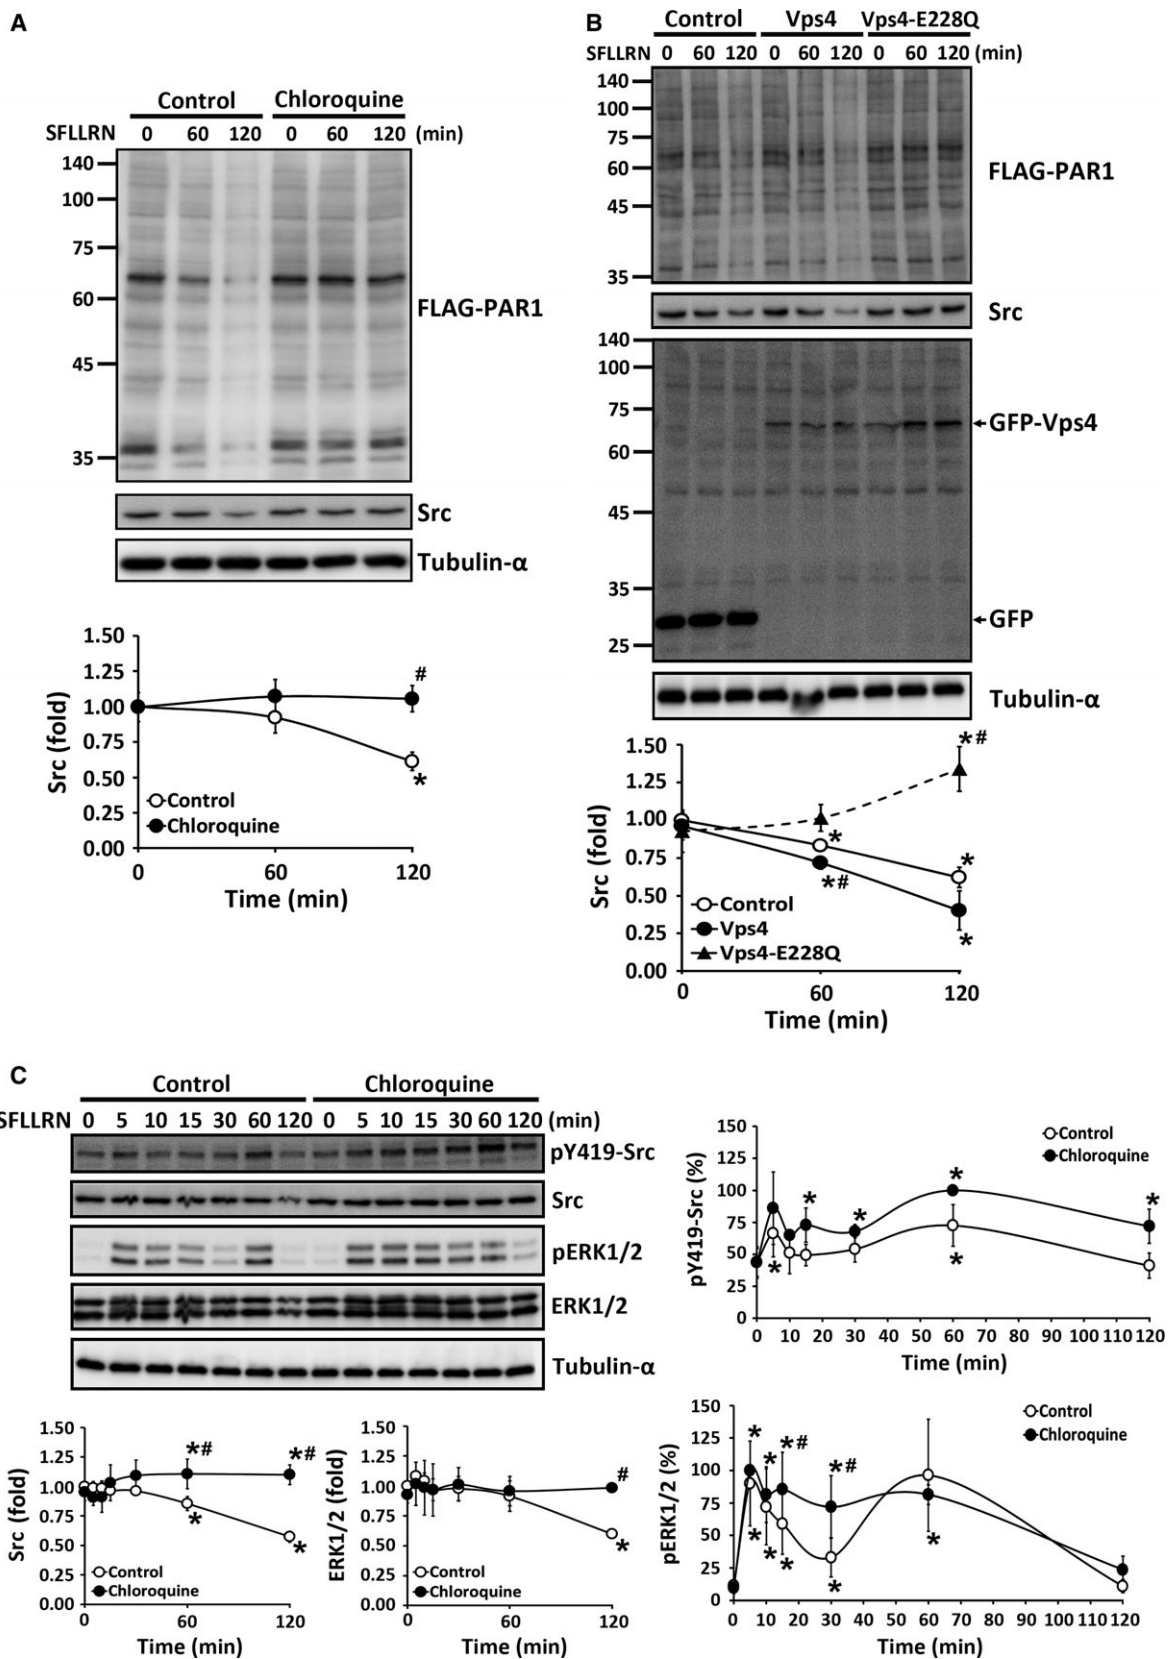 A
Control Chloroquine
SFLLRN 0 60 120 0 60 120 (min)
140
100
75
60
45
35
FLAG-PAR1
Src
Tubulin-α
1.50
1.25
1.00
0.75
0.50
0.25
0.00
Src (fold)
#
*
Control
Chloroquine
0 60 120
Time (min)
B
Control Vps4 Vps4-E228Q
SFLLRN 0 60 120 0 60 120 0 60 120 (min)
140
100
75
60
45
35
FLAG-PAR1
Src
140
100
75
60
45
35
25
GFP-Vps4
GFP
Tubulin-α
1.50
1.25
1.00
0.75
0.50
0.25
0.00
Src (fold)
*#
*
*
*#
*
Control
Vps4
Vps4-E228Q
0 60 120
Time (min)
C
Control Chloroquine
SFLLRN 0 5 10 15 30 60 120 0 5 10 15 30 60 120 (min)
pY419-Src
Src
pERK1/2
ERK1/2
Tubulin-α
150
125
100
75
50
25
0
pY419-Src (%)
Control
Chloroquine
* * * *
* *
0 10 20 30 40 50 60 70 80 90 100 110 120
Time (min)
1.50
1.25
1.00
0.75
0.50
0.25
0.00
Src (fold)
*# *#
*
*
Control
Chloroquine
0 60 120
Time (min)
1.50
1.25
1.00
0.75
0.50
0.25
0.00
ERK1/2 (fold)
#
*
Control
Chloroquine
0 60 120
Time (min)
150
125
100
75
50
25
0
pERK1/2 (%)
Control
Chloroquine
* * *# *#
* * * * *
0 10 20 30 40 50 60 70 80 90 100 110 120
Time (min)